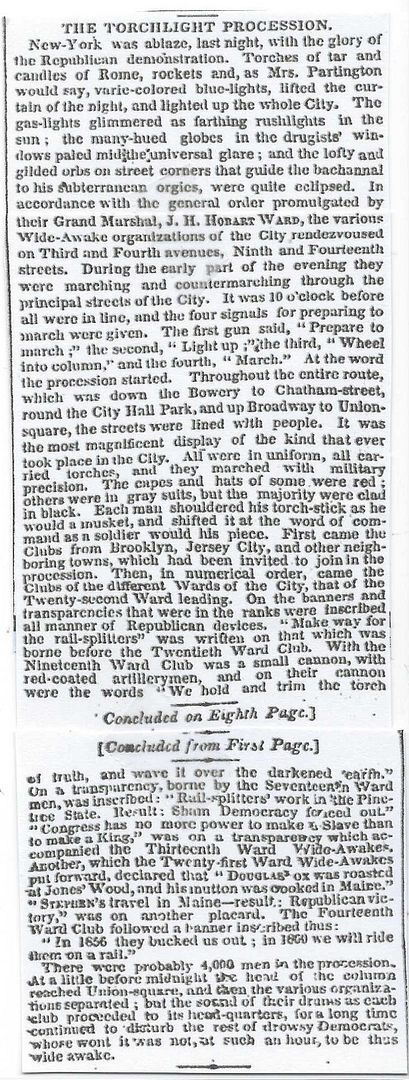 THE TORCHLIGHT PROCESSION.
New-York was ablaze, last night, with the glory of
the Republican demonstration. Torches of tar and
candles of Rome, rockets and, as Mrs. Partington
would say, varie-colored blue-lights, lifted the cur-
tain of the night, and lighted up the whole City. The
gas-lights glimmered as farthing rushlights in the
sun; the many-hued globes in the drugists' win-
dows paled mid the universal glare; and the lofty and
gilded orbs on street corners that guide the bachannal
to his subterranean orgies, were quite eclipsed. In
accordance with the general order promulgated by
their Grand Marshal, J. H. HOBART WARD, the various
Wide-Awake organizations of the City rendezvoused
on Third and Fourth avenues, Ninth and Fourteenth
streets. During the early part of the evening they
were marching and countermarching through the
principal streets of the City. It was 10 o'clock before
all were in line, and the four signals for preparing to
march were given. The first gun said, "Prepare to
march;" the second, "Light up;" the third, "Wheel
into column," and the fourth, "March." At the word
the procession started. Throughout the entire route,
which was down the Bowery to Chatham-street,
round the City Hall Park, and up Broadway to Union-
square, the streets were lined with people. It was
the most magnificent display of the kind that ever
took place in the City. All were in uniform, all car-
ried torches, and they marched with military
precision. The capes and hats of some were red;
others were in gray suits, but the majority were clad
in black. Each man shouldered his torch-stick as he
would a musket, and shifted it at the word of com-
mand as a soldier would his piece. First came the
Clubs from Brooklyn, Jersey City, and other neigh-
boring towns, which had been invited to join in the
procession. Then, in numerical order, came the
Clubs of the different Wards of the City, that of the
Twenty-second Ward leading. On the banners and
transparencies that were in the ranks were inscribed
all manner of Republican devices. "Make way for
the rail-splitters" was written on that which was
borne before the Twentieth Ward Club. With the
Nineteenth Ward Club was a small cannon, with
red-coated artillerymen, and on their cannon
were the words "We hold and trim the torch
Concluded on Eighth Page.]
[Concluded from First Page.]
of truth, and wave it over the darkened earth."
On a transparency, borne by the Seventeenth Ward
men, was inscribed: "Rail-splitters' work in the Pine-
tree State. Result: Sham Democracy fenced out."
"Congress has no more power to make a Slave than
to make a King," was on a transparency which ac-
companied the Thirteenth Ward Wide-Awakes.
Another, which the Twenty-first Ward Wide-Awakes
put forward, declared that "DOUGLAS' ox was roasted
at Jones' Wood, and his mutton was cooked in Maine."
"STEPHEN'S travel in Maine—result: Republican vic-
tory," was on another placard. The Fourteenth
Ward Club followed a banner inscribed thus:
"In 1856 they bucked us out; in 1860 we will ride
them on a rail."
There were probably 4,000 men in the procession.
At a little before midnight the head of the column
reached Union-square, and then the various organiza-
tions separated; but the sound of their drums as each
club proceeded to its head-quarters, for a long time
continued to disturb the rest of drowsy Democrats,
whose wont it was not, at such an hour, to be thus
wide awake.